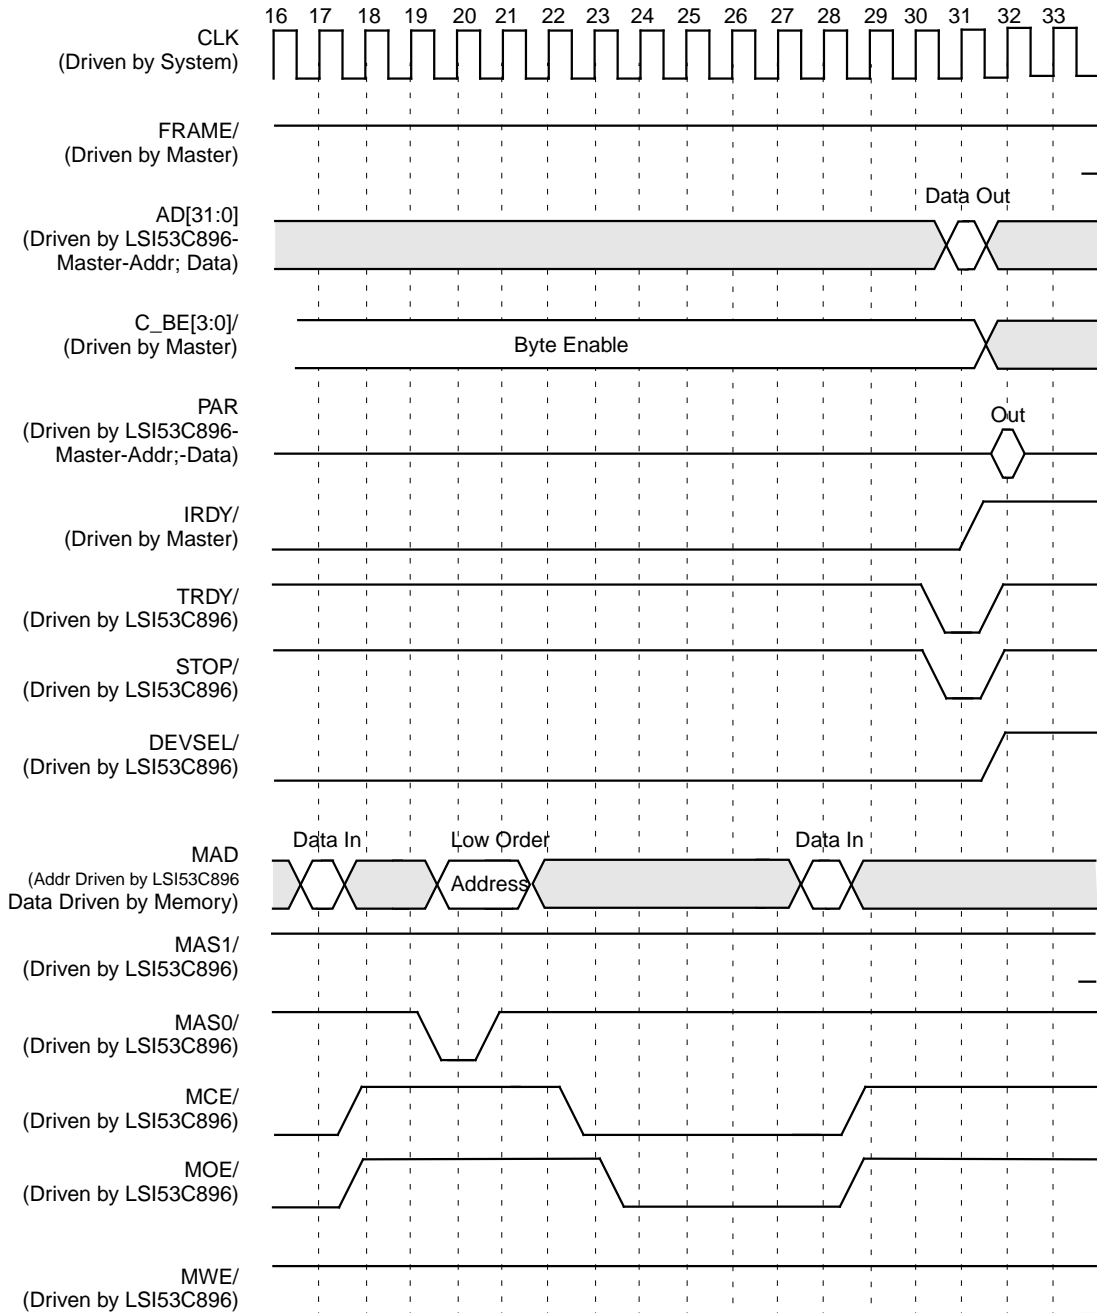 16 17 18 19 20 21 22 23 24 25 26 27 28 29 30 31 32 33
CLK
(Driven by System)
FRAME/
(Driven by Master)
Data Out
AD[31:0]
(Driven by LSI53C896-
Master-Addr; Data)
C_BE[3:0]/
(Driven by Master)
Byte Enable
PAR
(Driven by LSI53C896-
Master-Addr;-Data)
Out
IRDY/
(Driven by Master)
TRDY/
(Driven by LSI53C896)
STOP/
(Driven by LSI53C896)
DEVSEL/
(Driven by LSI53C896)
Data In Low Order Data In
MAD
(Addr Driven by LSI53C896
Data Driven by Memory)
Address
MAS1/
(Driven by LSI53C896)
MAS0/
(Driven by LSI53C896)
MCE/
(Driven by LSI53C896)
MOE/
(Driven by LSI53C896)
MWE/
(Driven by LSI53C896)